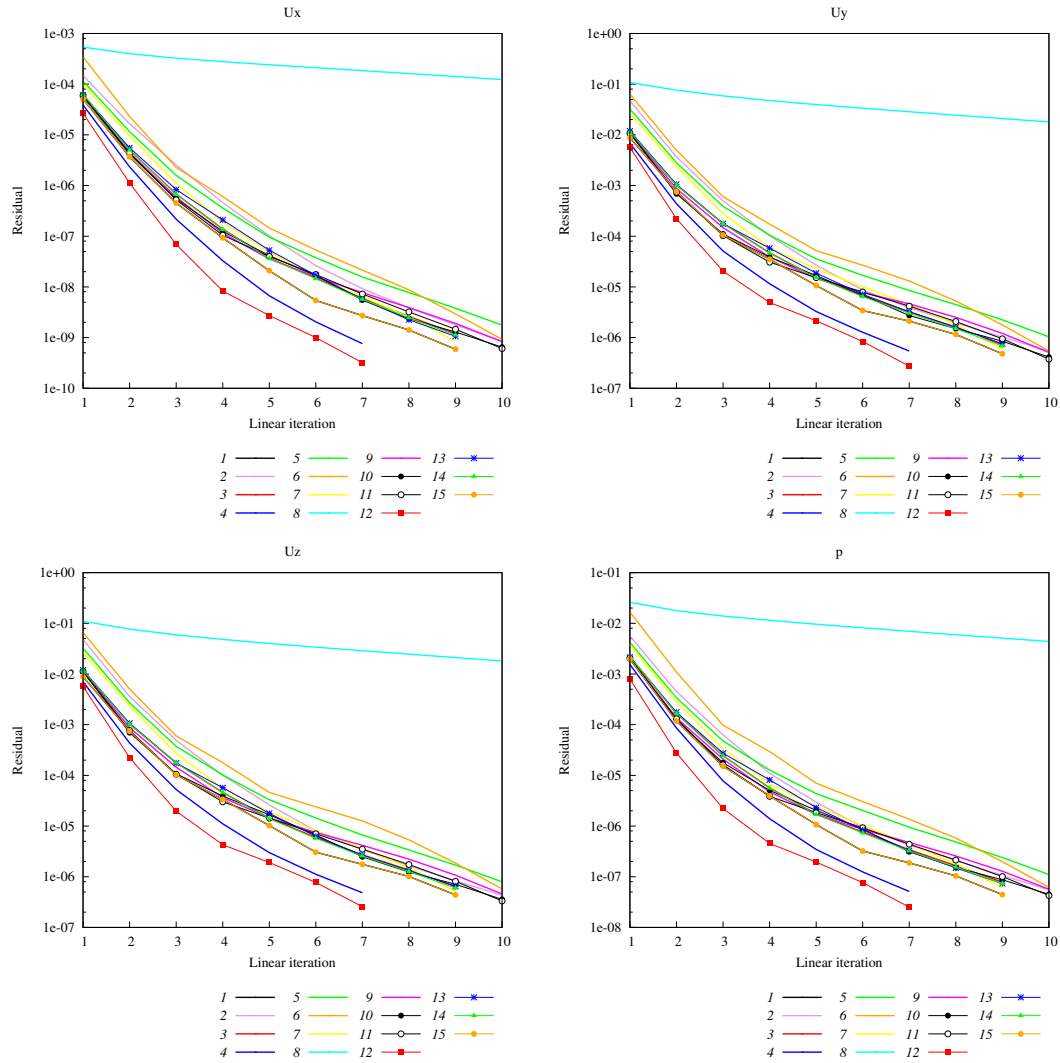 Ux
1e-03
1e-04
1e-05
1e-06
1e-07
1e-08
1e-09
1e-10
Residual
1 2 3 4 5 6 7 8 9 10
Linear iteration
1 5 9 13
2 6 10 14
3 7 11 15
4 8 12
Uy
1e+00
1e-01
1e-02
1e-03
1e-04
1e-05
1e-06
1e-07
Residual
1 2 3 4 5 6 7 8 9 10
Linear iteration
1 5 9 13
2 6 10 14
3 7 11 15
4 8 12
Uz
1e+00
1e-01
1e-02
1e-03
1e-04
1e-05
1e-06
1e-07
Residual
1 2 3 4 5 6 7 8 9 10
Linear iteration
1 5 9 13
2 6 10 14
3 7 11 15
4 8 12
p
1e-01
1e-02
1e-03
1e-04
1e-05
1e-06
1e-07
1e-08
Residual
1 2 3 4 5 6 7 8 9 10
Linear iteration
1 5 9 13
2 6 10 14
3 7 11 15
4 8 12